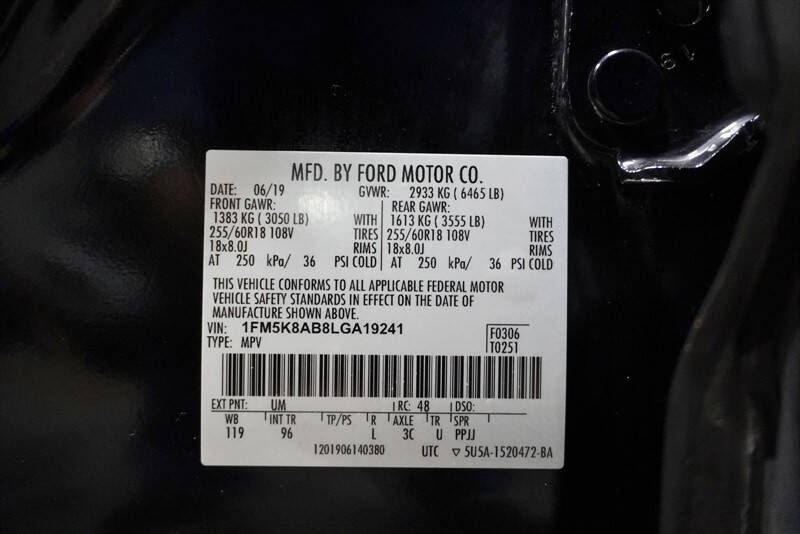 19
MFD. BY FORD MOTOR CO.
DATE: 06/19 GVWR: 2933 KG ( 6465 LB)
FRONT GAWR: REAR GAWR:
1383 KG ( 3050 LB) WITH 1613 KG ( 3555 LB) WITH
255/60R18 108V TIRES 255/60R18 108V TIRES
18x8.0J RIMS 18x8.0J RIMS
AT 250 kPa/ 36 PSI COLD AT 250 kPa/ 36 PSI COLD
THIS VEHICLE CONFORMS TO ALL APPLICABLE FEDERAL MOTOR
VEHICLE SAFETY STANDARDS IN EFFECT ON THE DATE OF
MANUFACTURE SHOWN ABOVE.
VIN: 1FM5K8AB8LGA19241 F0306
TYPE: MPV T0251
EXT PNT: UM RC: 48 DSO:
WB INT TR TP/PS R AXLE TR SPR
119 96 L 3C U PPJJ
1201906140380 UTC ▽ 5U5A-1520472-BA